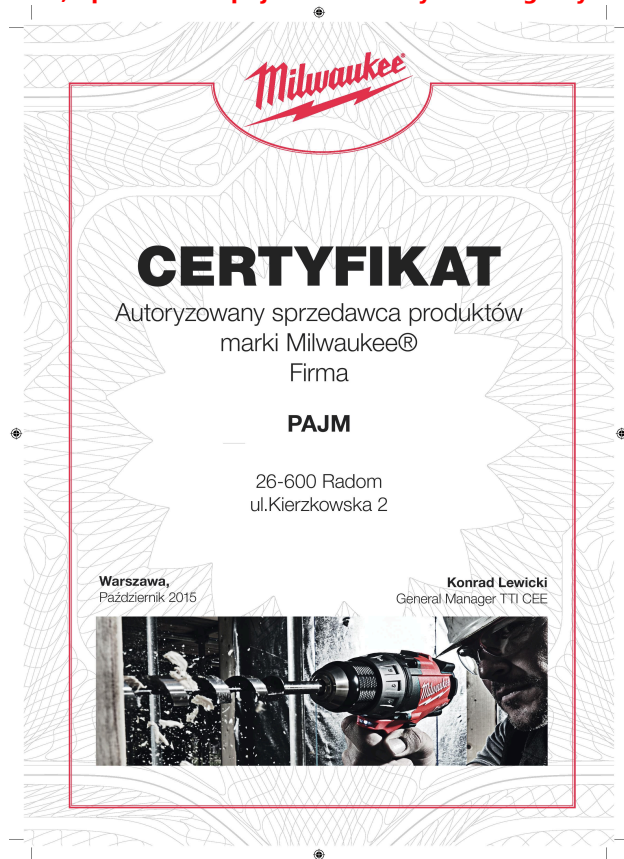 Milwaukee®
CERTYFIKAT
Autoryzowany sprzedawca produktów
marki Milwaukee®
Firma
PAJM
26-600 Radom
ul.Kierzkowska 2
Warszawa,
Październik 2015
Konrad Lewicki
General Manager TTI CEE
Milwaukee